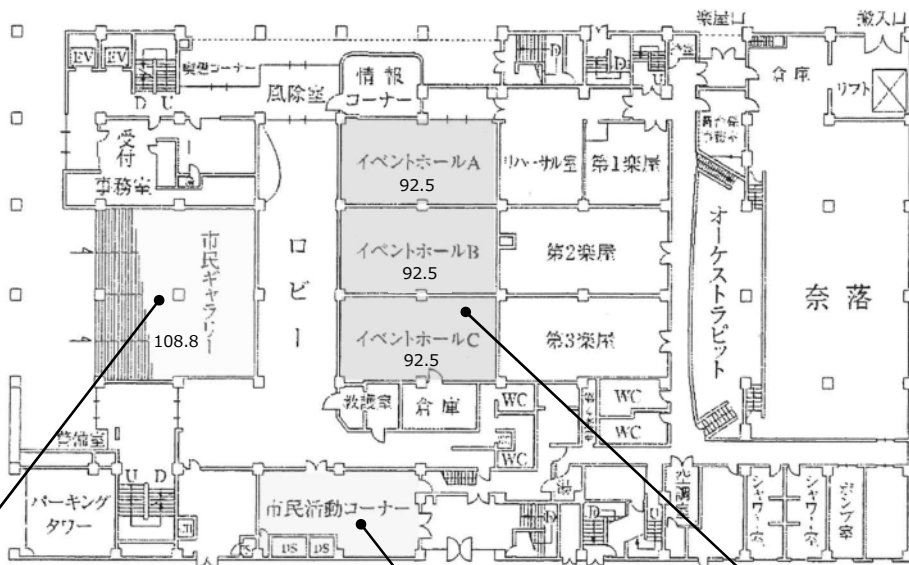 楽屋口
搬入口
EV
EV
D U
喫煙コーナー
風除室
情報
コーナー
D
D
U
倉庫
リフト
受付
事務室
イベントホールA
92.5
リハーサル室
第1楽屋
市民ギャラリー
108.8
ロビー
イベントホールB
92.5
第2楽屋
オーケストラピット
奈落
イベントホールC
92.5
第3楽屋
救護室
倉庫
WC
WC
WC
WC
警備室
U D
パーキング
タワー
市民活動コーナー
DS
DS
D
D
U
空調室
シャワー室
シャワー室
ポンプ室